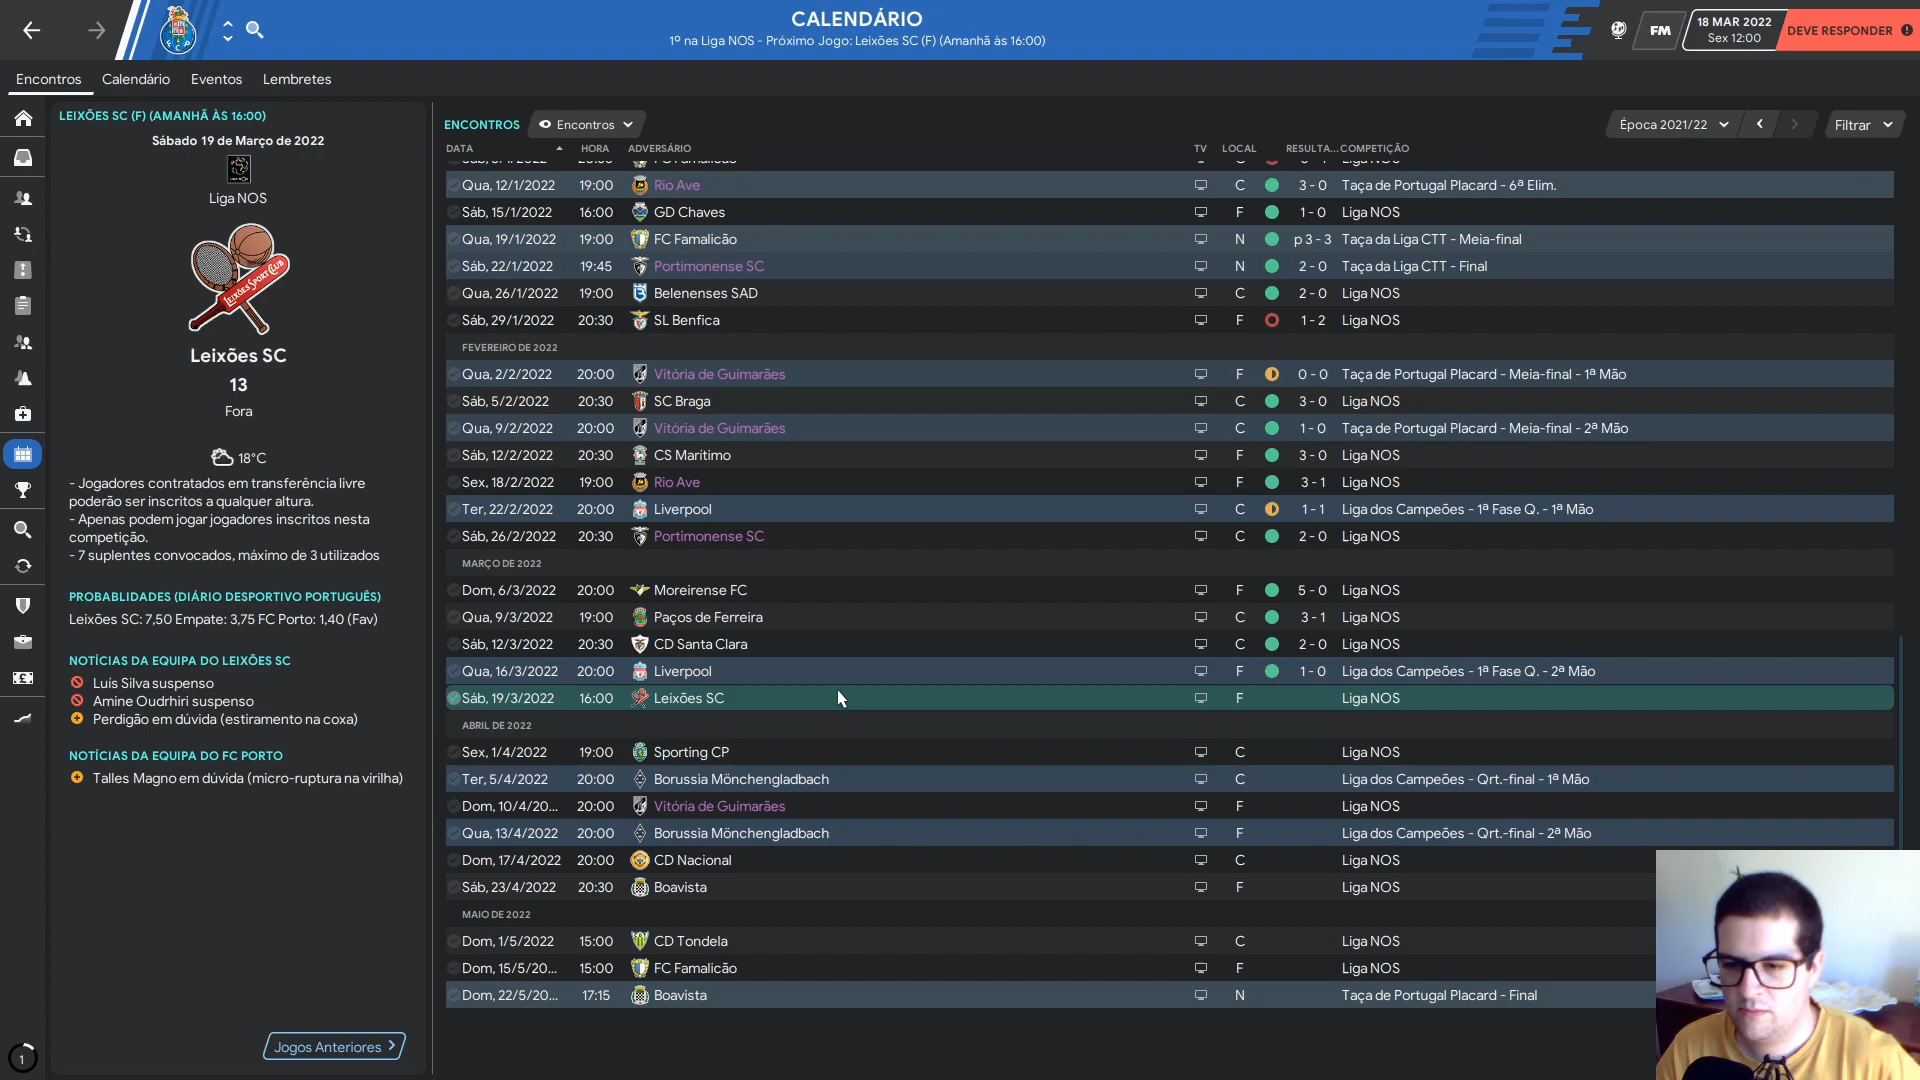 CALENDÁRIO
1º na Liga NOS - Próximo Jogo: Leixões SC (F) (Amanhã às 16:00)
FM
18 MAR 2022
Sex 12:00
DEVE RESPONDER
Encontros Calendário Eventos Lembretes
LEIXÕES SC (F) (AMANHÃ ÀS 16:00)
Sábado 19 de Março de 2022
Liga NOS
LEIXÕES SPORT CLUB
Leixões SC
13
Fora
18°C
- Jogadores contratados em transferência livre
poderão ser inscritos a qualquer altura.
- Apenas podem jogar jogadores inscritos nesta
competição.
- 7 suplentes convocados, máximo de 3 utilizados
PROBABLIDADES (DIÁRIO DESPORTIVO PORTUGUÊS)
Leixões SC: 7,50 Empate: 3,75 FC Porto: 1,40 (Fav)
NOTÍCIAS DA EQUIPA DO LEIXÕES SC
Luís Silva suspenso
Amine Oudrhiri suspenso
Perdigão em dúvida (estiramento na coxa)
NOTÍCIAS DA EQUIPA DO FC PORTO
Talles Magno em dúvida (micro-ruptura na virilha)
Jogos Anteriores
1
ENCONTROS Encontros Época 2021/22 Filtrar
DATA HORA ADVERSÁRIO TV LOCAL RESULTA... COMPETIÇÃO
Qua, 12/1/2022 19:00 Rio Ave C 3 - 0 Taça de Portugal Placard - 6ª Elim.
Sáb, 15/1/2022 16:00 GD Chaves F 1 - 0 Liga NOS
Qua, 19/1/2022 19:00 FC Famalicão N p 3 - 3 Taça da Liga CTT - Meia-final
Sáb, 22/1/2022 19:45 Portimonense SC N 2 - 0 Taça da Liga CTT - Final
Qua, 26/1/2022 19:00 Belenenses SAD C 2 - 0 Liga NOS
Sáb, 29/1/2022 20:30 SL Benfica F 1 - 2 Liga NOS
FEVEREIRO DE 2022
Qua, 2/2/2022 20:00 Vitória de Guimarães F 0 - 0 Taça de Portugal Placard - Meia-final - 1ª Mão
Sáb, 5/2/2022 20:30 SC Braga C 3 - 0 Liga NOS
Qua, 9/2/2022 20:00 Vitória de Guimarães C 1 - 0 Taça de Portugal Placard - Meia-final - 2ª Mão
Sáb, 12/2/2022 20:30 CS Marítimo F 3 - 0 Liga NOS
Sex, 18/2/2022 19:00 Rio Ave F 3 - 1 Liga NOS
Ter, 22/2/2022 20:00 Liverpool C 1 - 1 Liga dos Campeões - 1ª Fase Q. - 1ª Mão
Sáb, 26/2/2022 20:30 Portimonense SC C 2 - 0 Liga NOS
MARÇO DE 2022
Dom, 6/3/2022 20:00 Moreirense FC F 5 - 0 Liga NOS
Qua, 9/3/2022 19:00 Paços de Ferreira C 3 - 1 Liga NOS
Sáb, 12/3/2022 20:30 CD Santa Clara C 2 - 0 Liga NOS
Qua, 16/3/2022 20:00 Liverpool F 1 - 0 Liga dos Campeões - 1ª Fase Q. - 2ª Mão
Sáb, 19/3/2022 16:00 Leixões SC F Liga NOS
ABRIL DE 2022
Sex, 1/4/2022 19:00 Sporting CP C Liga NOS
Ter, 5/4/2022 20:00 Borussia Mönchengladbach C Liga dos Campeões - Qrt.-final - 1ª Mão
Dom, 10/4/20... 20:00 Vitória de Guimarães F Liga NOS
Qua, 13/4/2022 20:00 Borussia Mönchengladbach F Liga dos Campeões - Qrt.-final - 2ª Mão
Dom, 17/4/2022 20:00 CD Nacional C Liga NOS
Sáb, 23/4/2022 20:30 Boavista F Liga NOS
MAIO DE 2022
Dom, 1/5/2022 15:00 CD Tondela C Liga NOS
Dom, 15/5/20... 15:00 FC Famalicão F Liga NOS
Dom, 22/5/20... 17:15 Boavista N Taça de Portugal Placard - Final